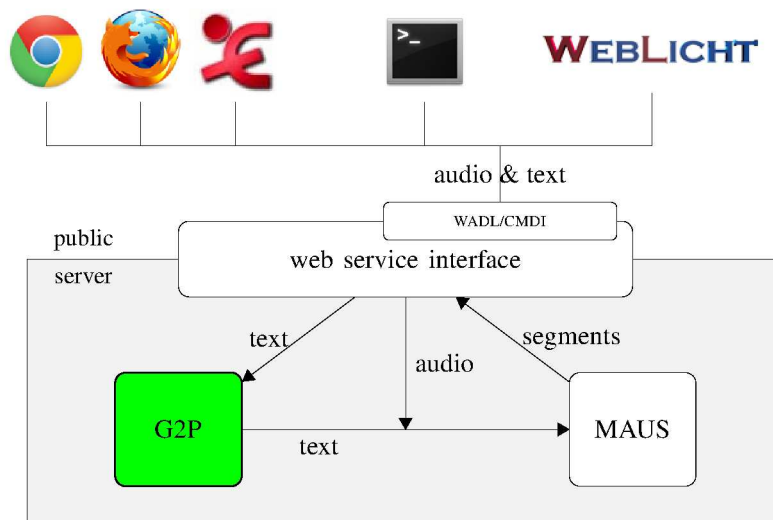 >_
WEBLICHT
audio & text
WADL/CMDI
public
web service interface
server
text
segments
audio
G2P
MAUS
text